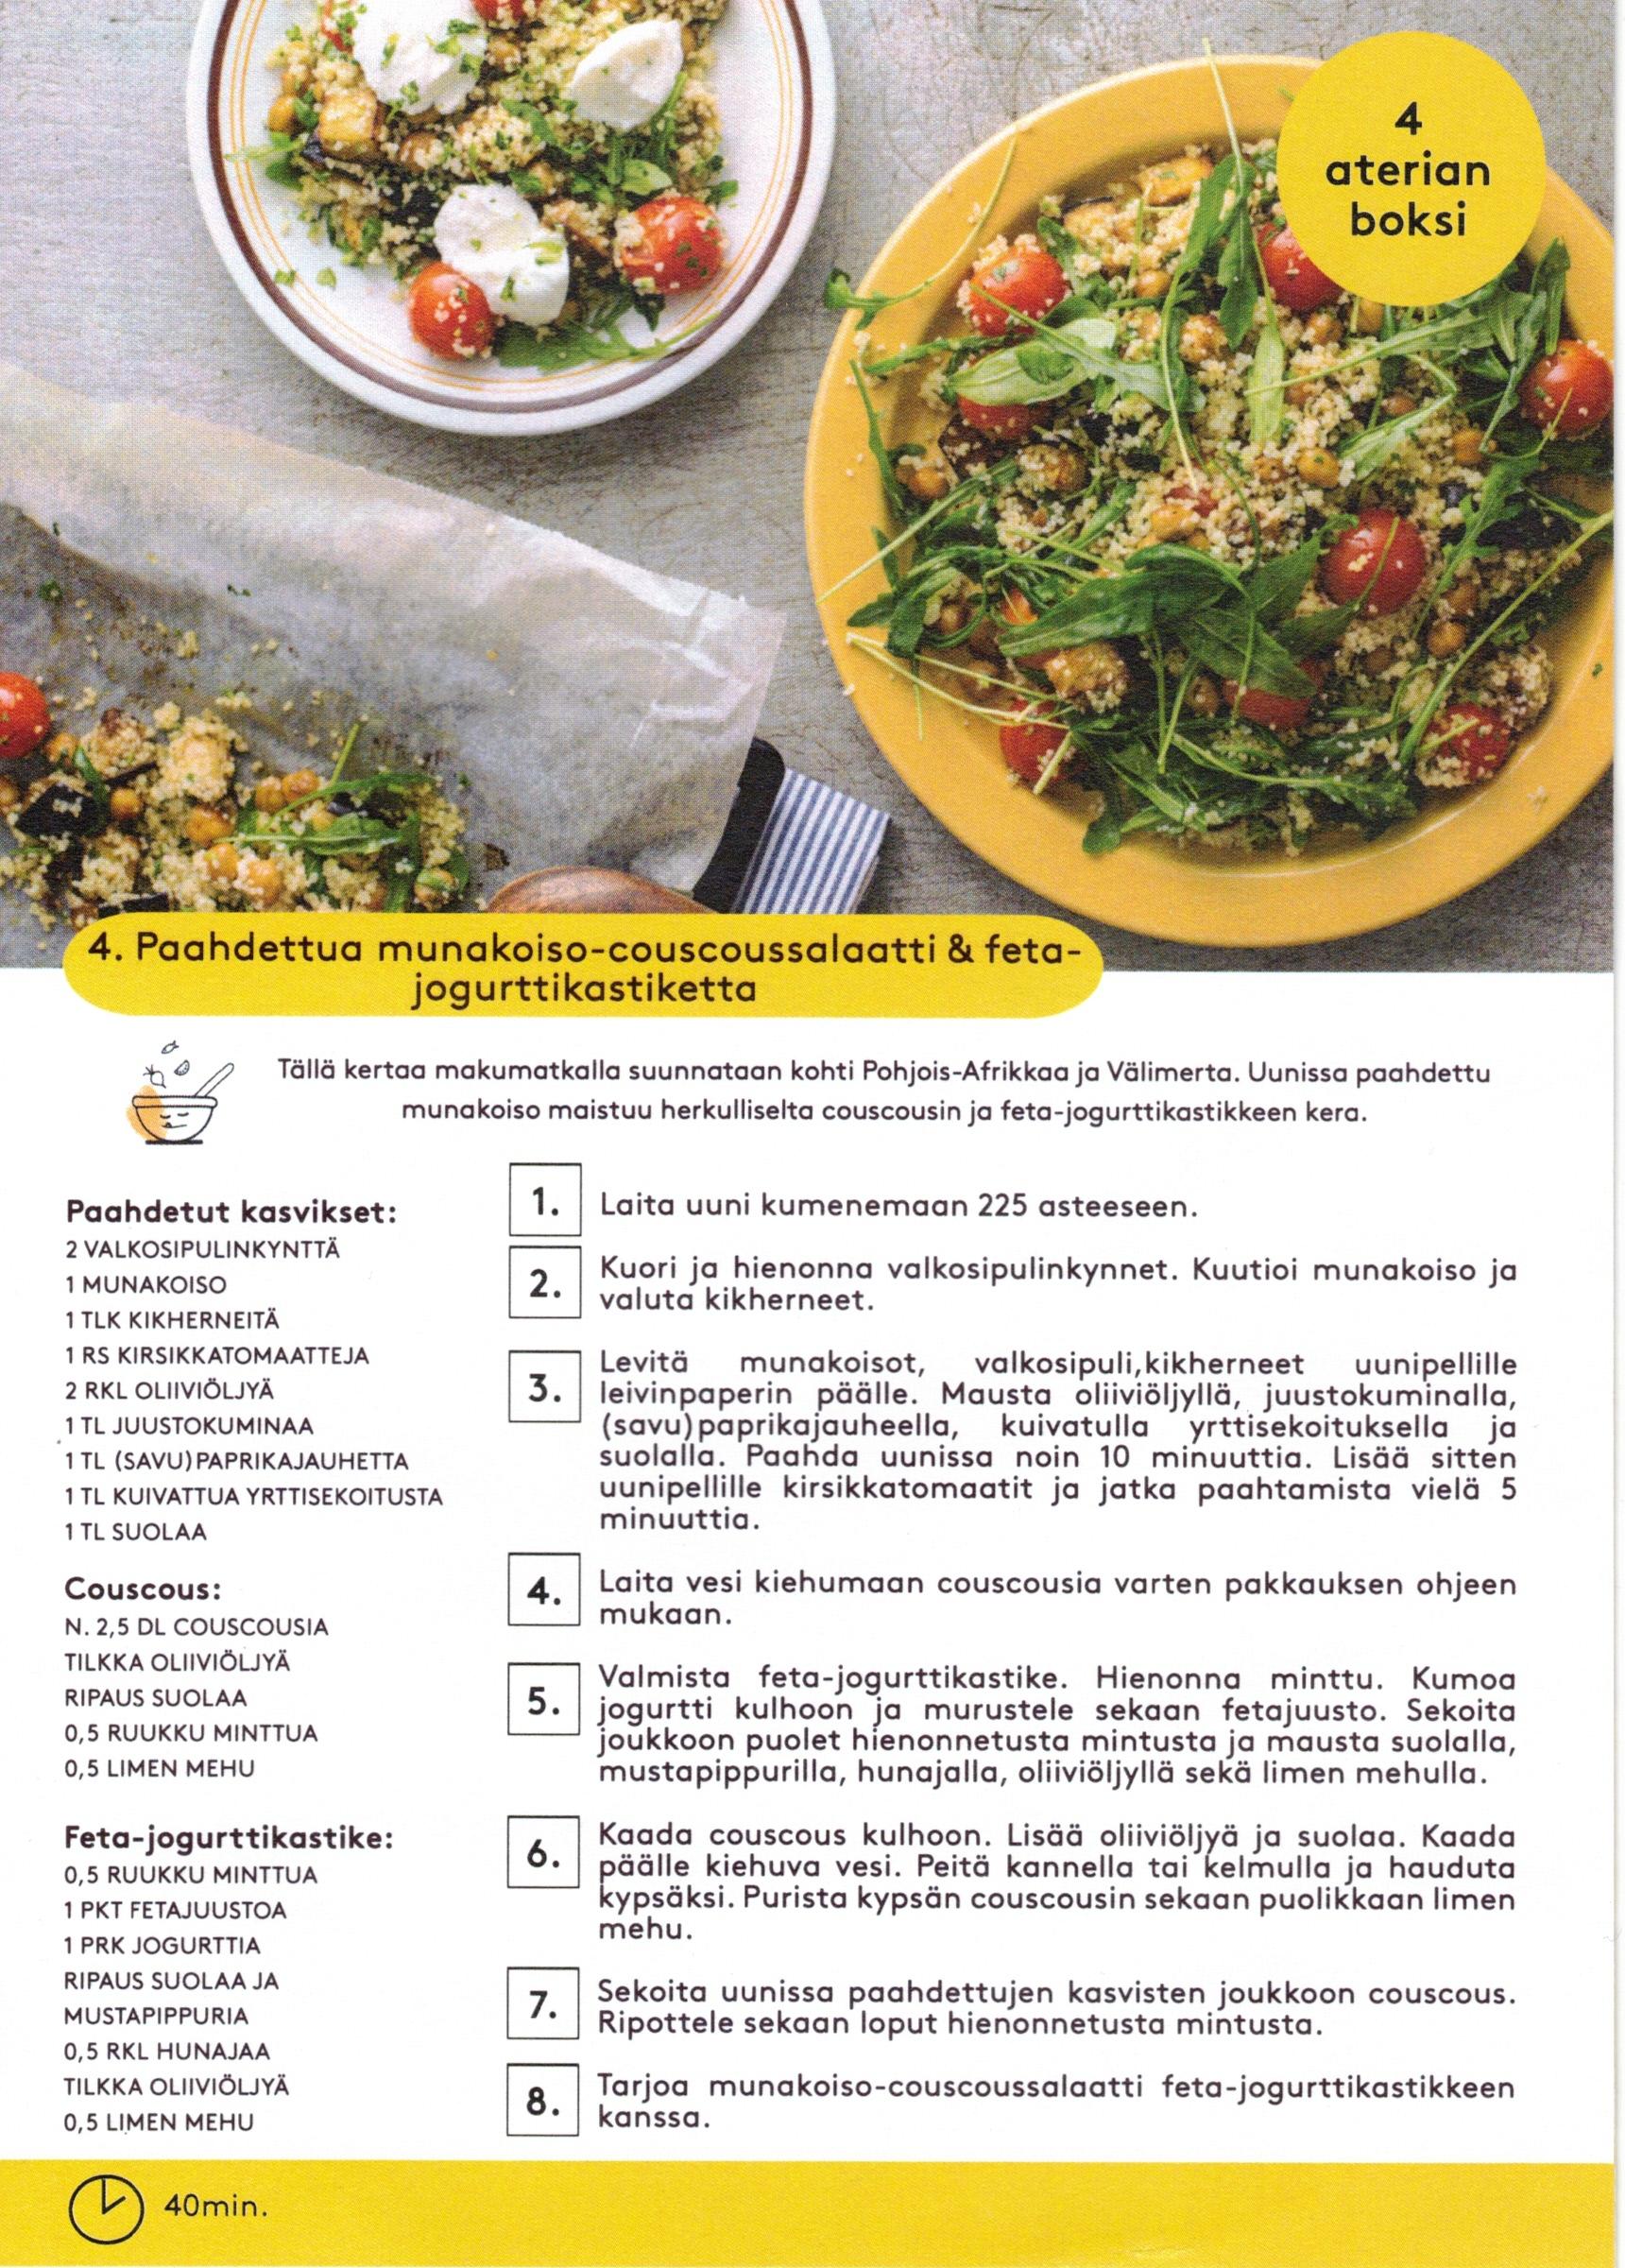 4
aterian
boksi
4. Paahdettua munakoiso-couscoussalaatti & feta-
jogurttikastiketta
Tällä kertaa makumatkalla suunnataan kohti Pohjois-Afrikkaa ja Välimerta. Uunissa paahdettu
munakoiso maistuu herkulliselta couscousin ja feta-jogurttikastikkeen kera.
Paahdetut kasvikset:
2 VALKOSIPULINKYNTTÄ
1 MUNAKOISO
1 TLK KIKHERNEITÄ
1 RS KIRSIKKATOMAATTEJA
2 RKL OLIIVIÖLJYÄ
1 TL JUUSTOKUMINAA
1 TL (SAVU)PAPRIKAJAUHETTA
1 TL KUIVATTUA YRTTISEKOITUSTA
1 TL SUOLAA
Couscous:
N. 2,5 DL COUSCOUSIA
TILKKA OLIIVIÖLJYÄ
RIPAUS SUOLAA
0,5 RUUKKU MINTTUA
0,5 LIMEN MEHU
Feta-jogurttikastike:
0,5 RUUKKU MINTTUA
1 PKT FETAJUUSTOA
1 PRK JOGURTTIA
RIPAUS SUOLAA JA
MUSTAPIPPURIA
0,5 RKL HUNAJAA
TILKKA OLIIVIÖLJYÄ
0,5 LIMEN MEHU
1. Laita uuni kumenemaan 225 asteeseen.
2. Kuori ja hienonna valkosipulinkynnet. Kuutioi munakoiso ja
valuta kikherneet.
3. Levitä munakoisot, valkosipuli,kikherneet uunipellille
leivinpaperin päälle. Mausta oliiviöljyllä, juustokuminalla,
(savu)paprikajauheella, kuivatulla yrttisekoituksella ja
suolalla. Paahda uunissa noin 10 minuuttia. Lisää sitten
uunipellille kirsikkatomaatit ja jatka paahtamista vielä 5
minuuttia.
4. Laita vesi kiehumaan couscousia varten pakkauksen ohjeen
mukaan.
5. Valmista feta-jogurttikastike. Hienonna minttu. Kumoa
jogurtti kulhoon ja murustele sekaan fetajuusto. Sekoita
joukkoon puolet hienonnetusta mintusta ja mausta suolalla,
mustapippurilla, hunajalla, oliiviöljyllä sekä limen mehulla.
6. Kaada couscous kulhoon. Lisää oliiviöljyä ja suolaa. Kaada
päälle kiehuva vesi. Peitä kannella tai kelmulla ja hauduta
kypsäksi. Purista kypsän couscousin sekaan puolikkaan limen
mehu.
7. Sekoita uunissa paahdettujen kasvisten joukkoon couscous.
Ripottele sekaan loput hienonnetusta mintusta.
8. Tarjoa munakoiso-couscoussalaatti feta-jogurttikastikkeen
kanssa.
40min.